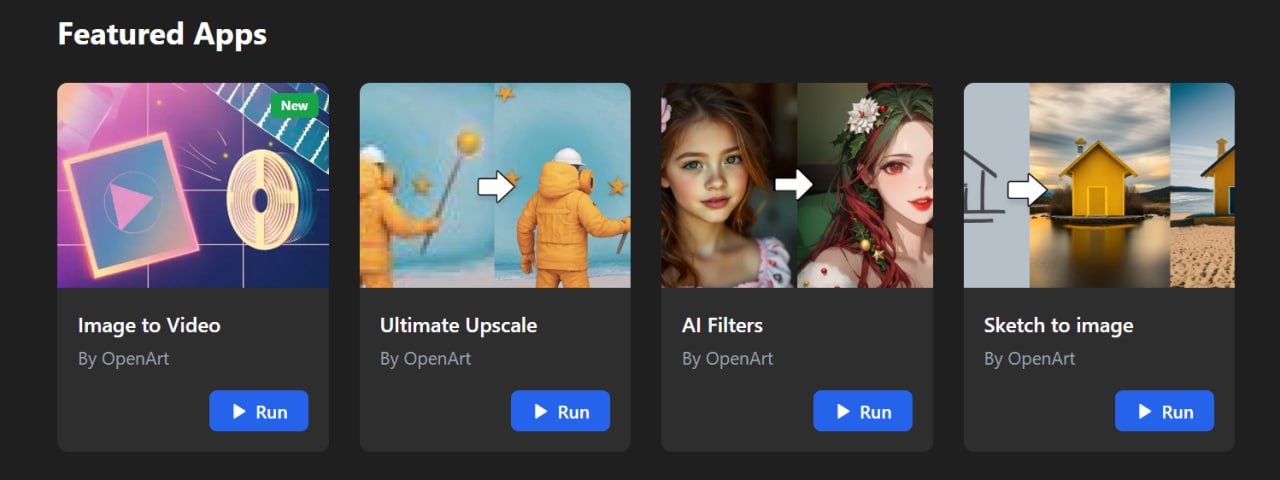 Featured Apps
New
Image to Video
By OpenArt
Run
Ultimate Upscale
By OpenArt
Run
AI Filters
By OpenArt
Run
Sketch to image
By OpenArt
Run